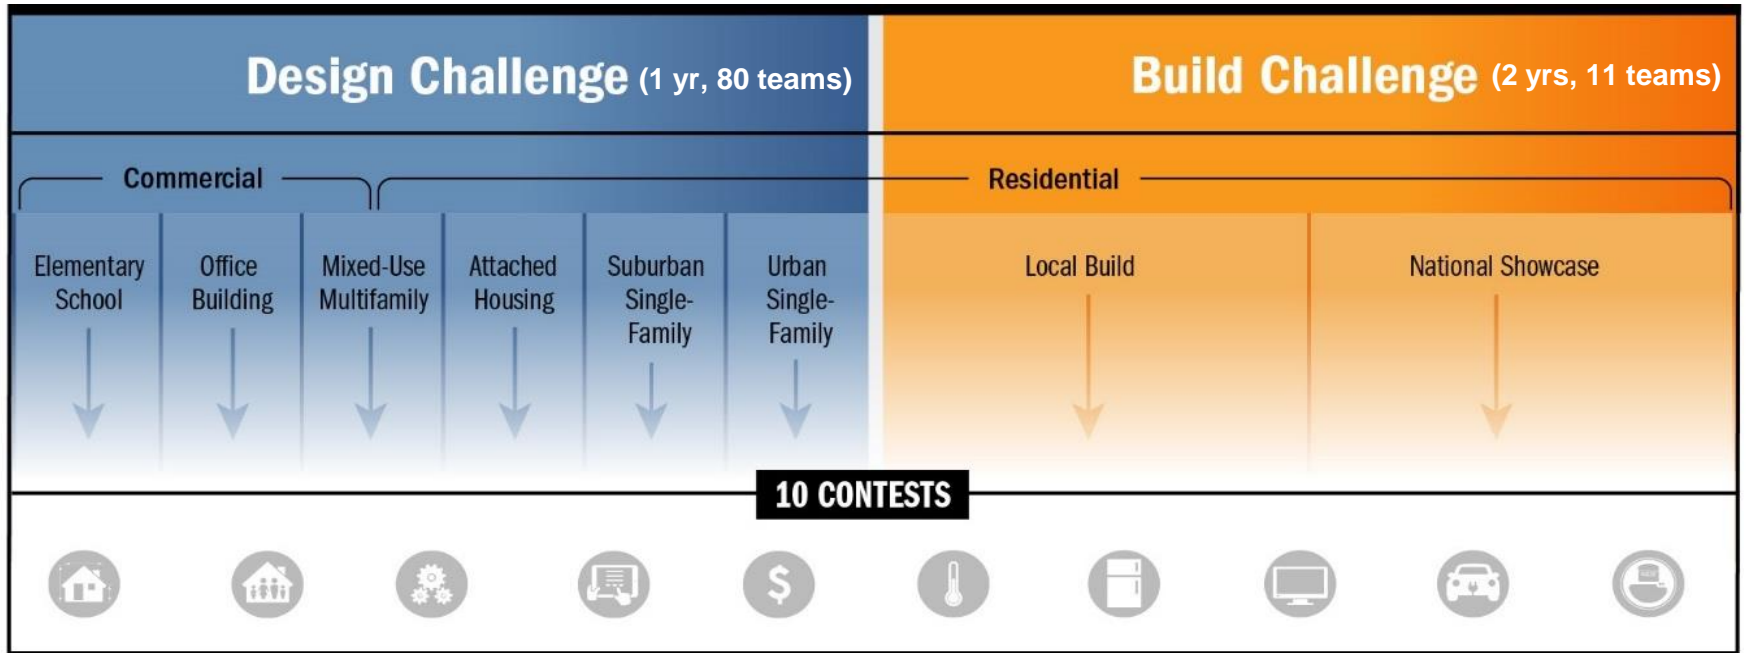 Design Challenge (1 yr, 80 teams)
Build Challenge (2 yrs, 11 teams)
Commercial
Residential
Elementary
School
Office
Building
Mixed-Use
Multifamily
Attached
Housing
Suburban
Single-
Family
Urban
Single-
Family
Local Build
National Showcase
10 CONTESTS
$